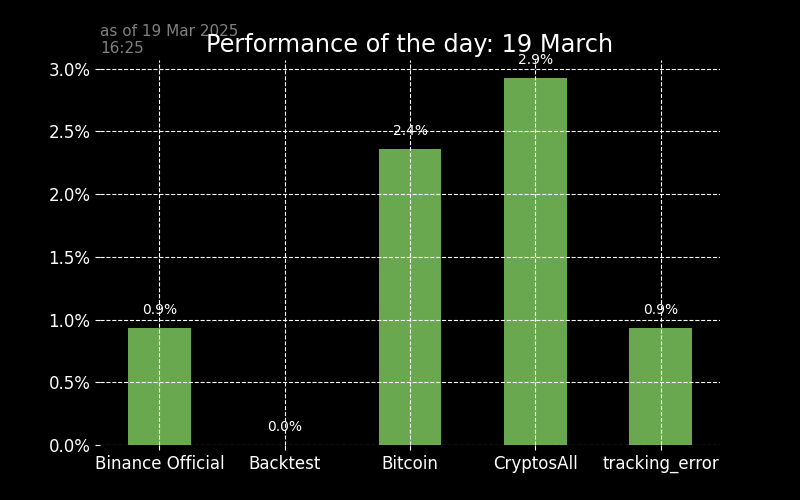 as of 19 Mar 2025
16:25
Performance of the day: 19 March
3.0%
2.5%
2.0%
1.5%
1.0%
0.5%
0.0%
0.9%
0.0%
2.4%
2.9%
0.9%
Binance Official
Backtest
Bitcoin
CryptosAll
tracking_error